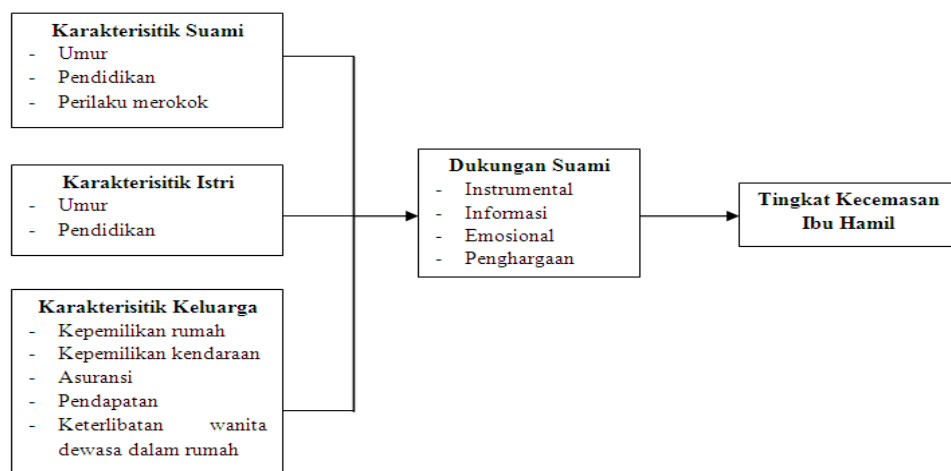 Karakterisitik Suami
- Umur
- Pendidikan
- Perilaku merokok
Karakterisitik Istri
- Umur
- Pendidikan
Karakterisitik Keluarga
- Kepemilikan rumah
- Kepemilikan kendaraan
- Asuransi
- Pendapatan
- Keterlibatan wanita
dewasa dalam rumah
Dukungan Suami
- Instrumental
- Informasi
- Emosional
- Penghargaan
Tingkat Kecemasan
Ibu Hamil